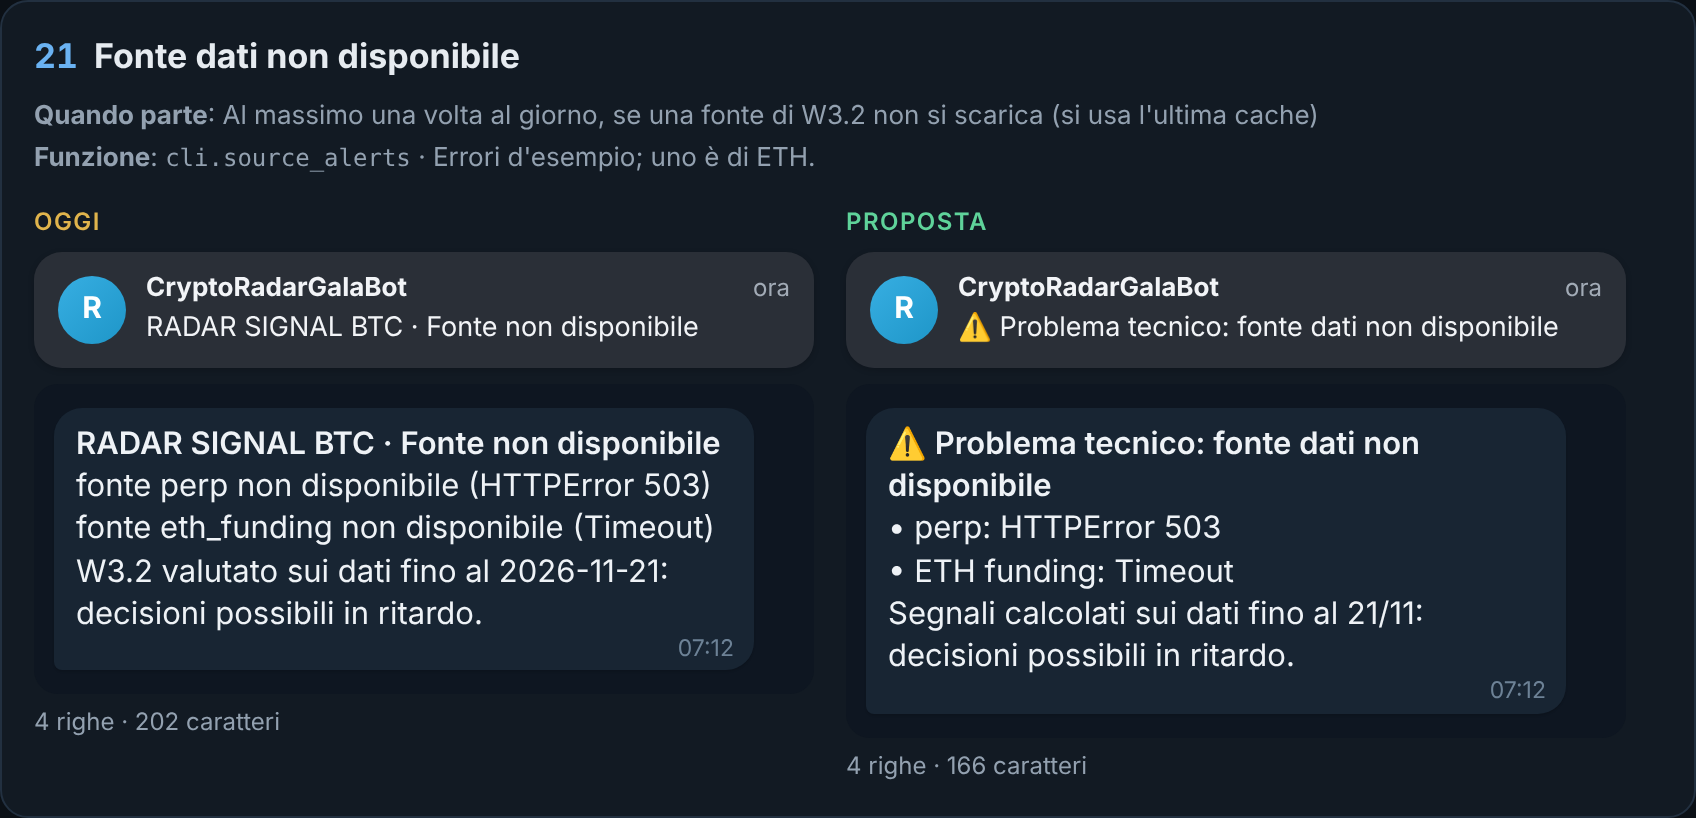 21 Fonte dati non disponibile
Quando parte: Al massimo una volta al giorno, se una fonte di W3.2 non si scarica (si usa l'ultima cache)
Funzione: cli.source_alerts · Errori d'esempio; uno è di ETH.
OGGI
R
CryptoRadarGalaBot
ora
RADAR SIGNAL BTC · Fonte non disponibile
RADAR SIGNAL BTC · Fonte non disponibile
fonte perp non disponibile (HTTPError 503)
fonte eth_funding non disponibile (Timeout)
W3.2 valutato sui dati fino al 2026-11-21:
decisioni possibili in ritardo.
07:12
4 righe · 202 caratteri
PROPOSTA
R
CryptoRadarGalaBot
ora
⚠️ Problema tecnico: fonte dati non disponibile
⚠️ Problema tecnico: fonte dati non
disponibile
• perp: HTTPError 503
• ETH funding: Timeout
Segnali calcolati sui dati fino al 21/11:
decisioni possibili in ritardo.
07:12
4 righe · 166 caratteri